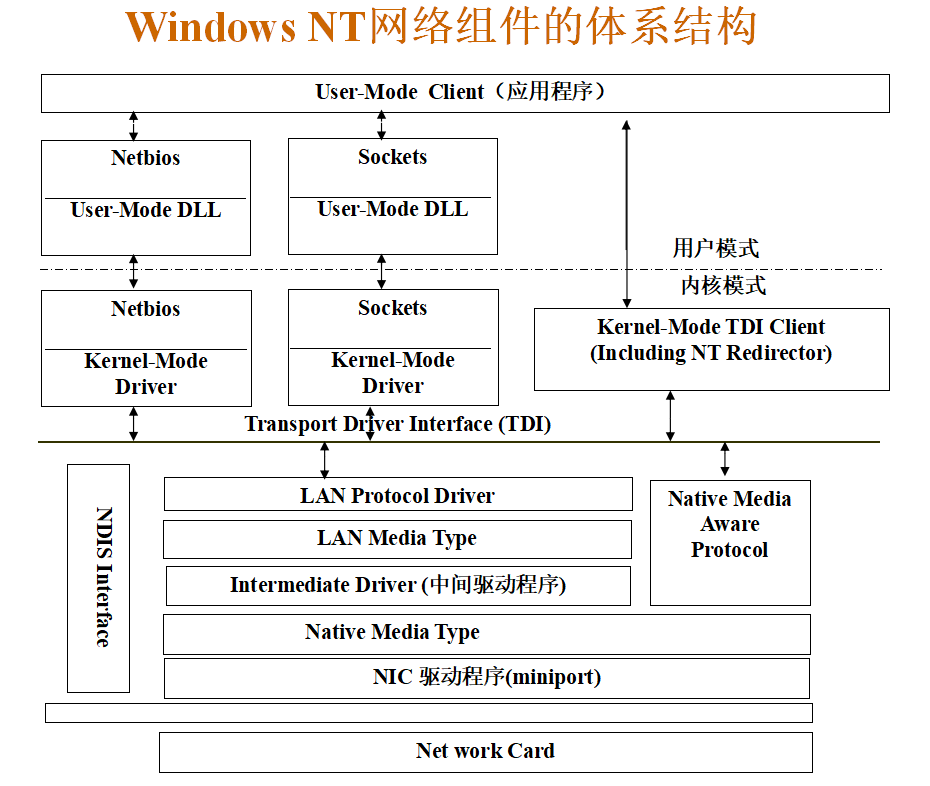 Windows NT网络组件的体系结构
User-Mode Client（应用程序）
Netbios
User-Mode DLL
Sockets
User-Mode DLL
用户模式
内核模式
Netbios
Kernel-Mode
Driver
Sockets
Kernel-Mode
Driver
Kernel-Mode TDI Client
(Including NT Redirector)
Transport Driver Interface (TDI)
NDIS Interface
LAN Protocol Driver
LAN Media Type
Intermediate Driver (中间驱动程序)
Native Media
Aware
Protocol
Native Media Type
NIC 驱动程序(miniport)
Net work Card